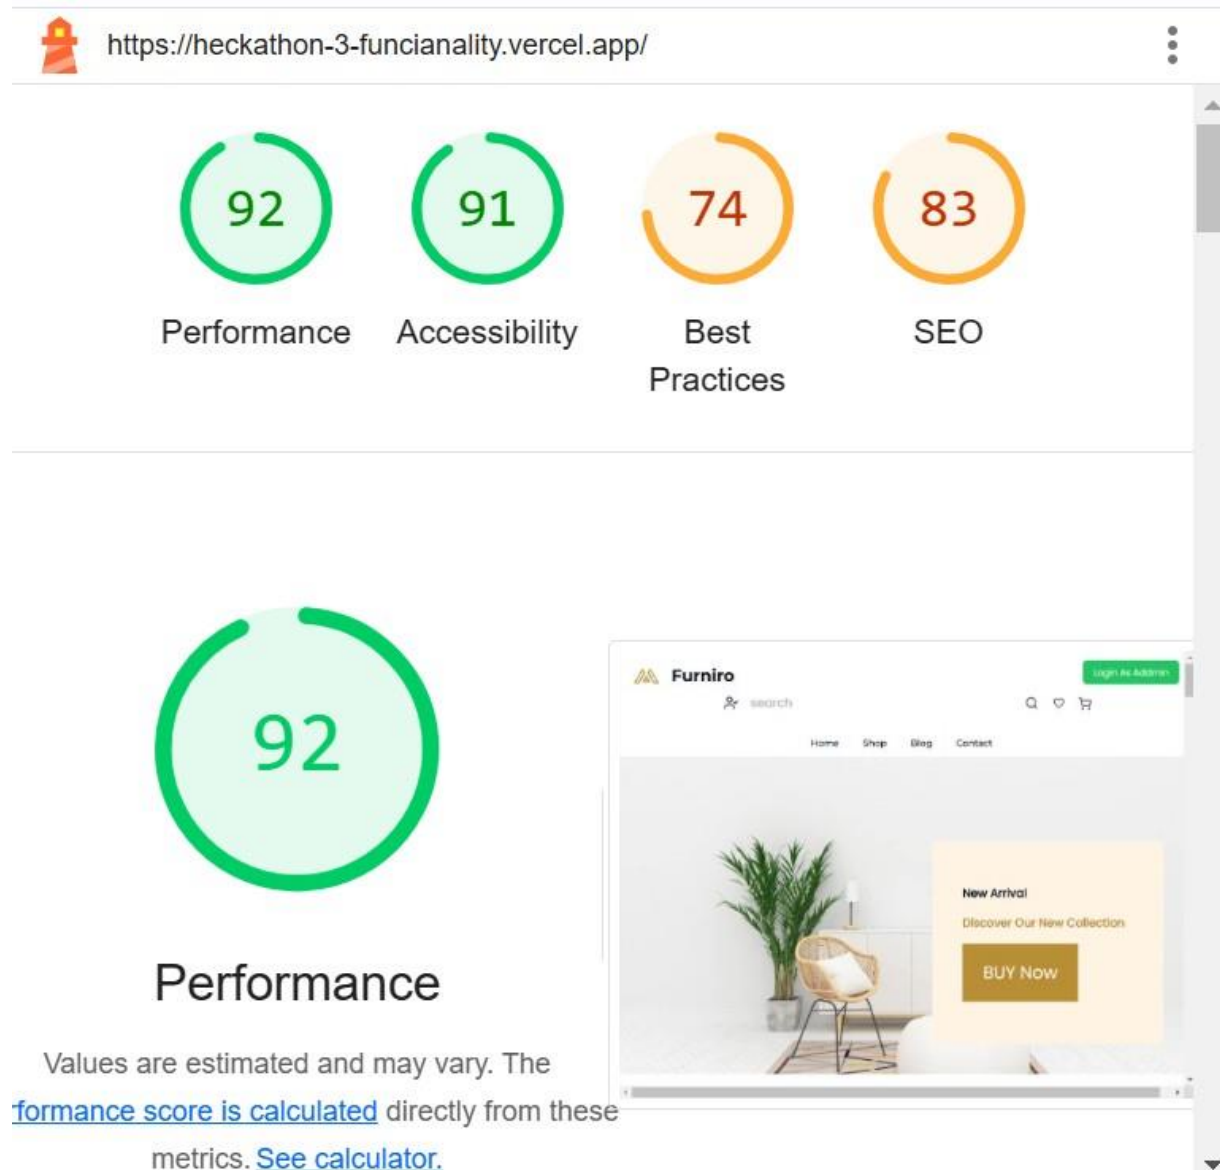 https://heckathon-3-funcianality.vercel.app/
92
91
74
83
Performance
Accessibility
Best
Practices
SEO
92
Performance
Values are estimated and may vary. The
formance score is calculated directly from these
metrics. See calculator.
Furniro
Login As Addmin
search
Home Shop Blog Contact
New Arrival
Discover Our New Collection
BUY Now